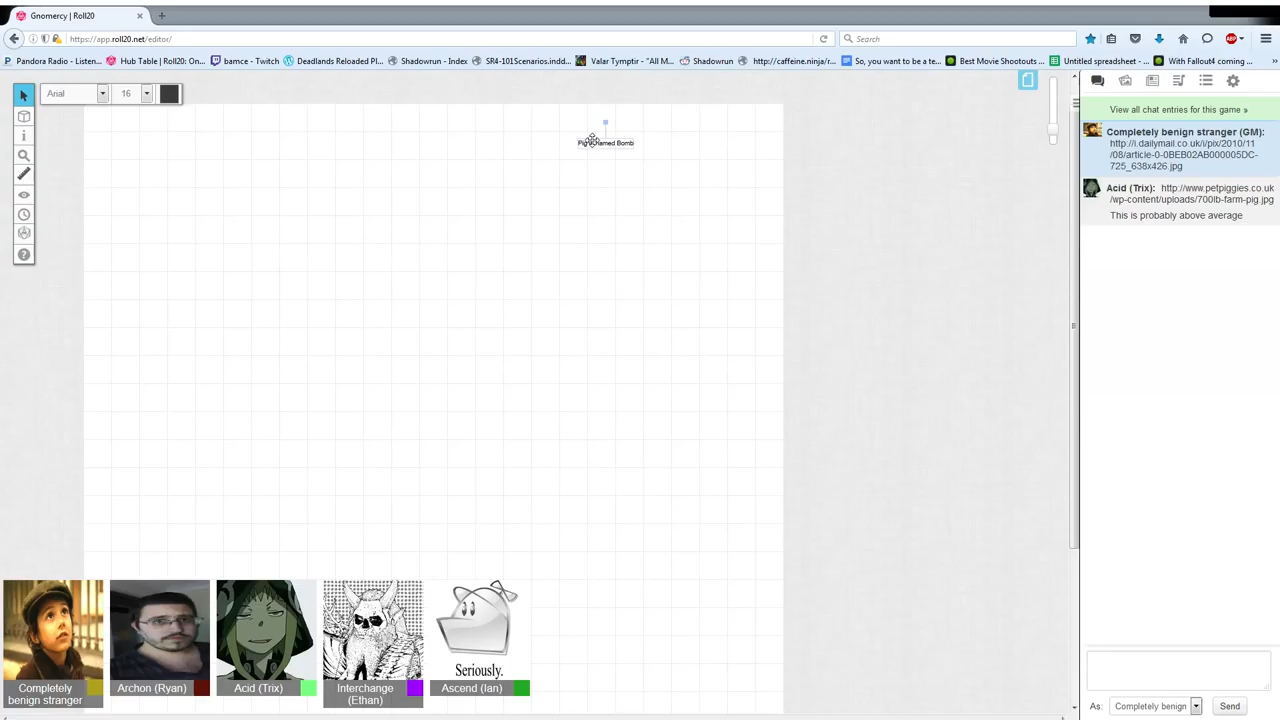 Gnomercy | Roll20
https://app.roll20.net/editor/
Search
Pandora Radio - Listen...
Hub Table | Roll20: On...
bamce - Twitch
Deadlands Reloaded Pl...
Shadowrun - Index
SR4-101Scenarios.indd...
Valar Tymptir - "All M...
Shadowrun
http://caffeine.ninja/r...
So, you want to be a te...
Best Movie Shootouts ...
Untitled spreadsheet - ...
With Fallout4 coming ...
Arial
16
Named Bomb
View all chat entries for this game »
Completely benign stranger (GM):
http://i.dailymail.co.uk/i/pix/2010/11
/08/article-0-0BEB02AB000005DC-
725_638x426.jpg
Acid (Trix): http://www.petpiggies.co.uk
/wp-content/uploads/700lb-farm-pig.jpg
This is probably above average
Seriously.
Completely
benign stranger
Archon (Ryan)
Acid (Trix)
Interchange
(Ethan)
Ascend (Ian)
As: Completely benign
Send